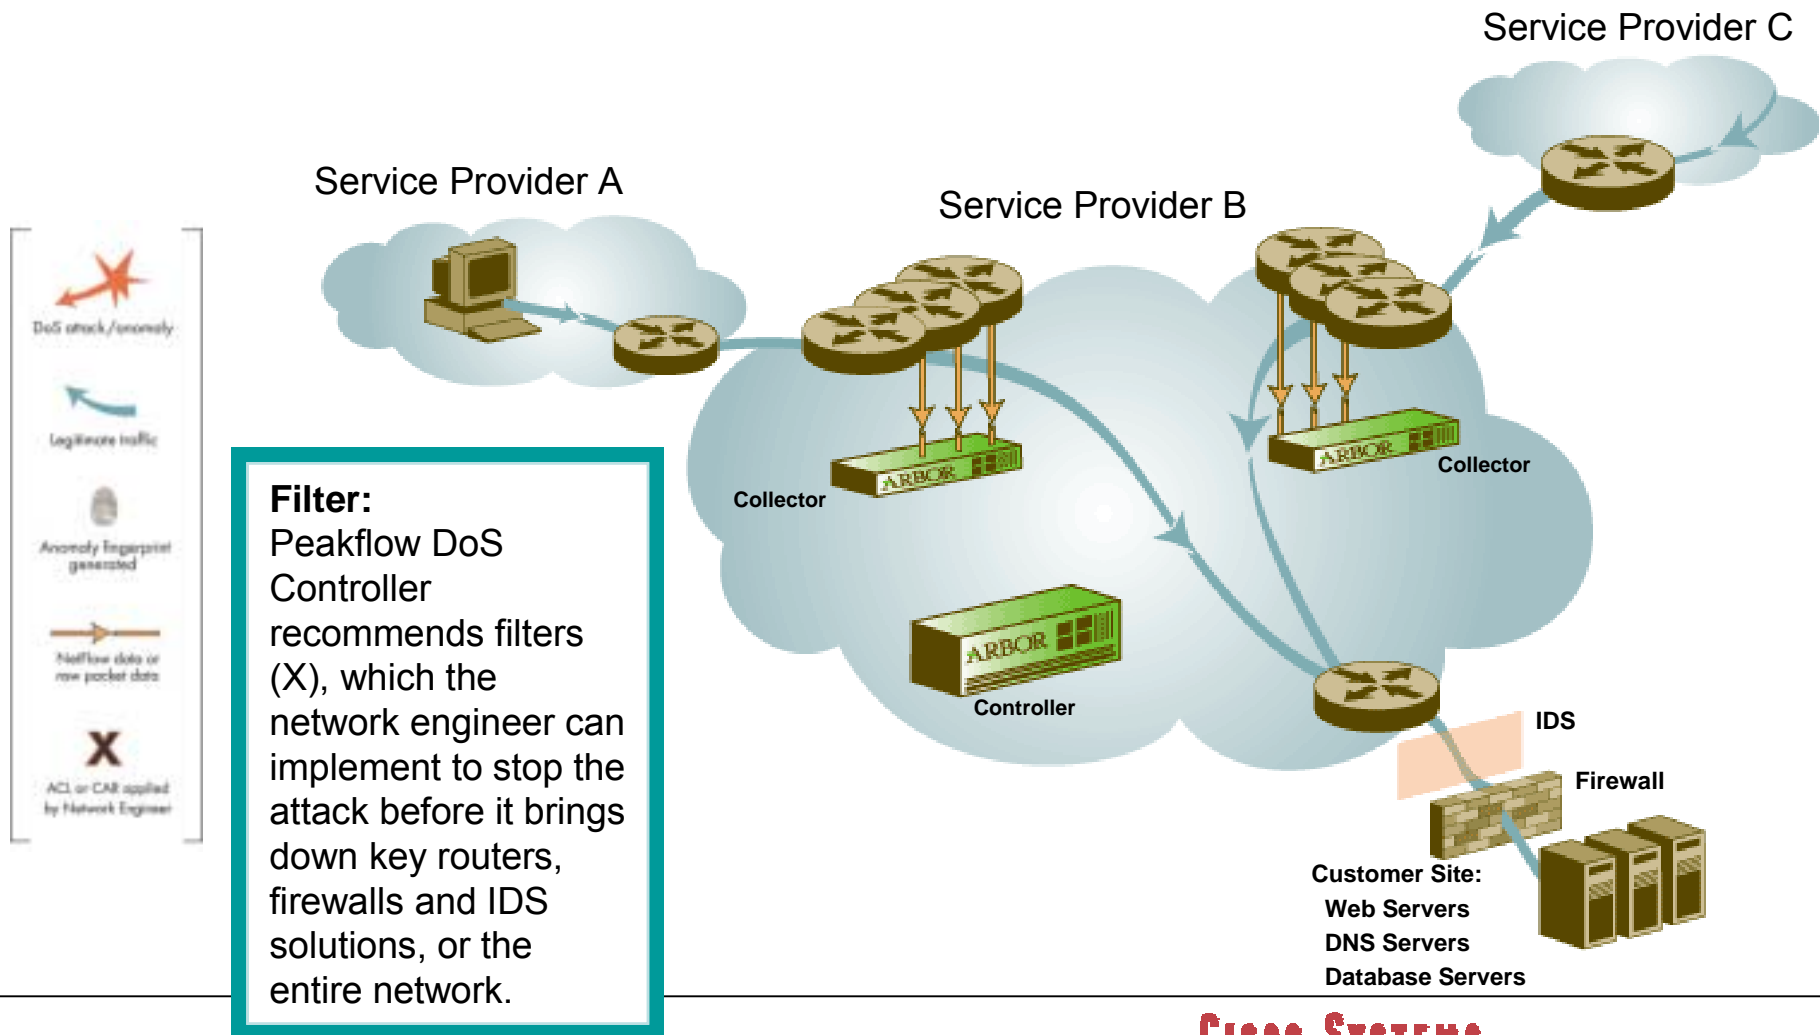 Service Provider C
Service Provider A
Service Provider B
DoS attack/anomaly
Legitimate traffic
Anomaly fingerprint
generated
NetFlow data or
raw packet data
X
ACL or CAR applied
by Network Engineer
Filter:
Peakflow DoS
Controller
recommends filters
(X), which the
network engineer can
implement to stop the
attack before it brings
down key routers,
firewalls and IDS
solutions, or the
entire network.
ARBOR
Collector
ARBOR
Collector
ARBOR
Controller
IDS
Firewall
Customer Site:
Web Servers
DNS Servers
Database Servers
CISCO SYSTEMS